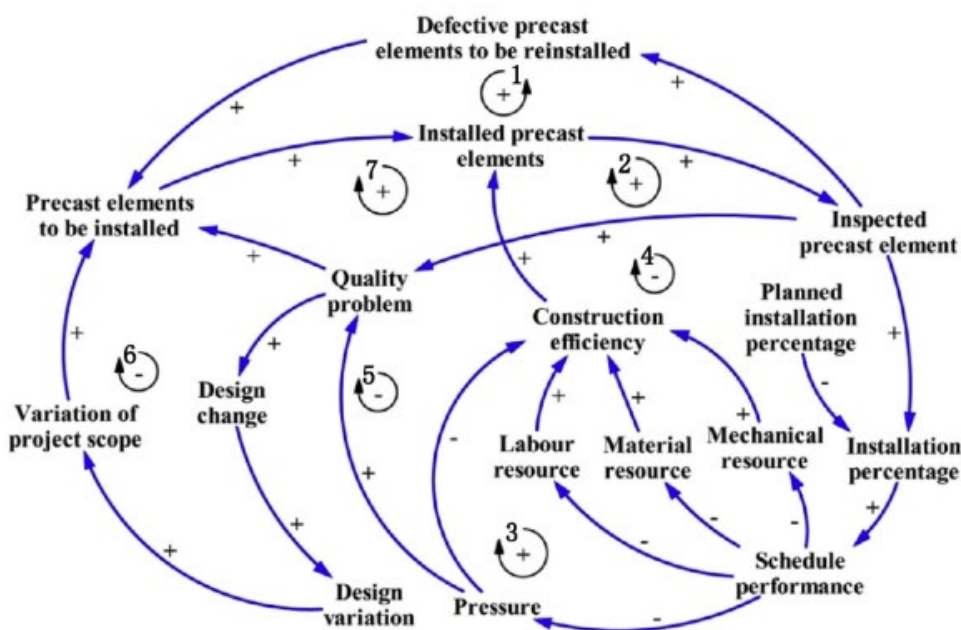 Defective precast
elements to be reinstalled
+
+
1
+
Installed precast
elements
+
+
7
+
2
+
Precast elements
to be installed
Inspected
precast element
+
+
+
4
-
Quality
problem
Planned
installation
percentage
Construction
efficiency
+
+
+
6
-
5
-
-
Design
change
Variation of
project scope
+
+
+
-
Labour
resource
Material
resource
Mechanical
resource
Installation
percentage
+
+
+
-
-
-
3
+
+
Schedule
performance
Design
variation
Pressure
-